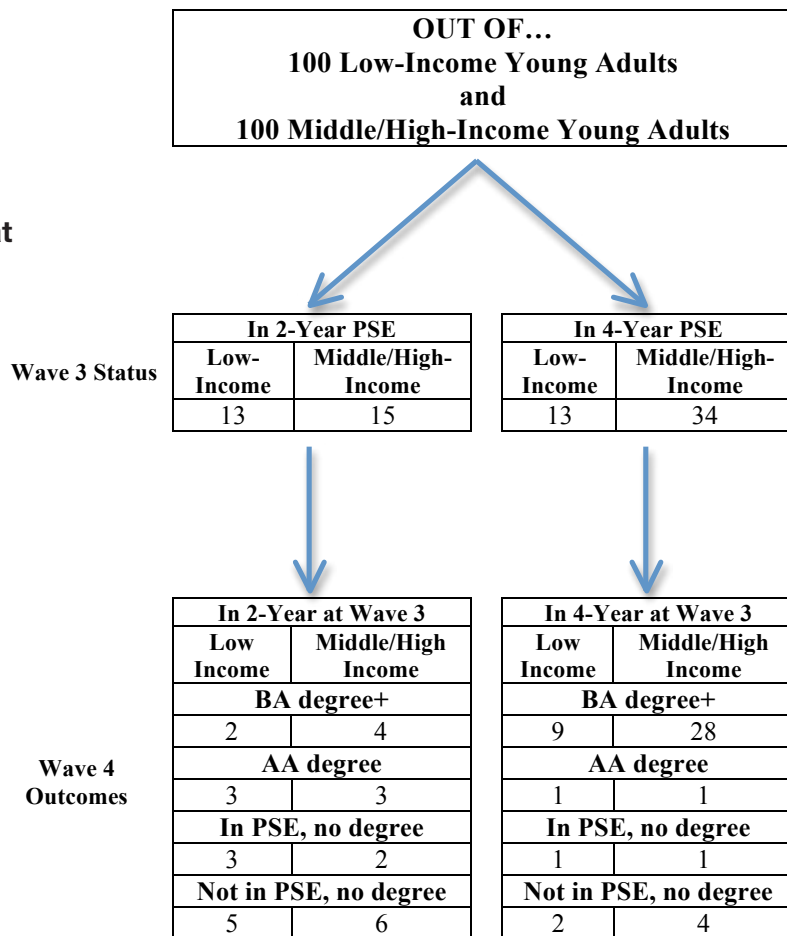 OUT OF…
100 Low-Income Young Adults
and
100 Middle/High-Income Young Adults
Wave 3 Status
In 2-Year PSE
Low-
Income
Middle/High-
Income
13 15
In 4-Year PSE
Low-
Income
Middle/High-
Income
13 34
Wave 4
Outcomes
In 2-Year at Wave 3
Low
Income
Middle/High
Income
BA degree+
2 4
AA degree
3 3
In PSE, no degree
3 2
Not in PSE, no degree
5 6
In 4-Year at Wave 3
Low
Income
Middle/High
Income
BA degree+
9 28
AA degree
1 1
In PSE, no degree
1 1
Not in PSE, no degree
2 4